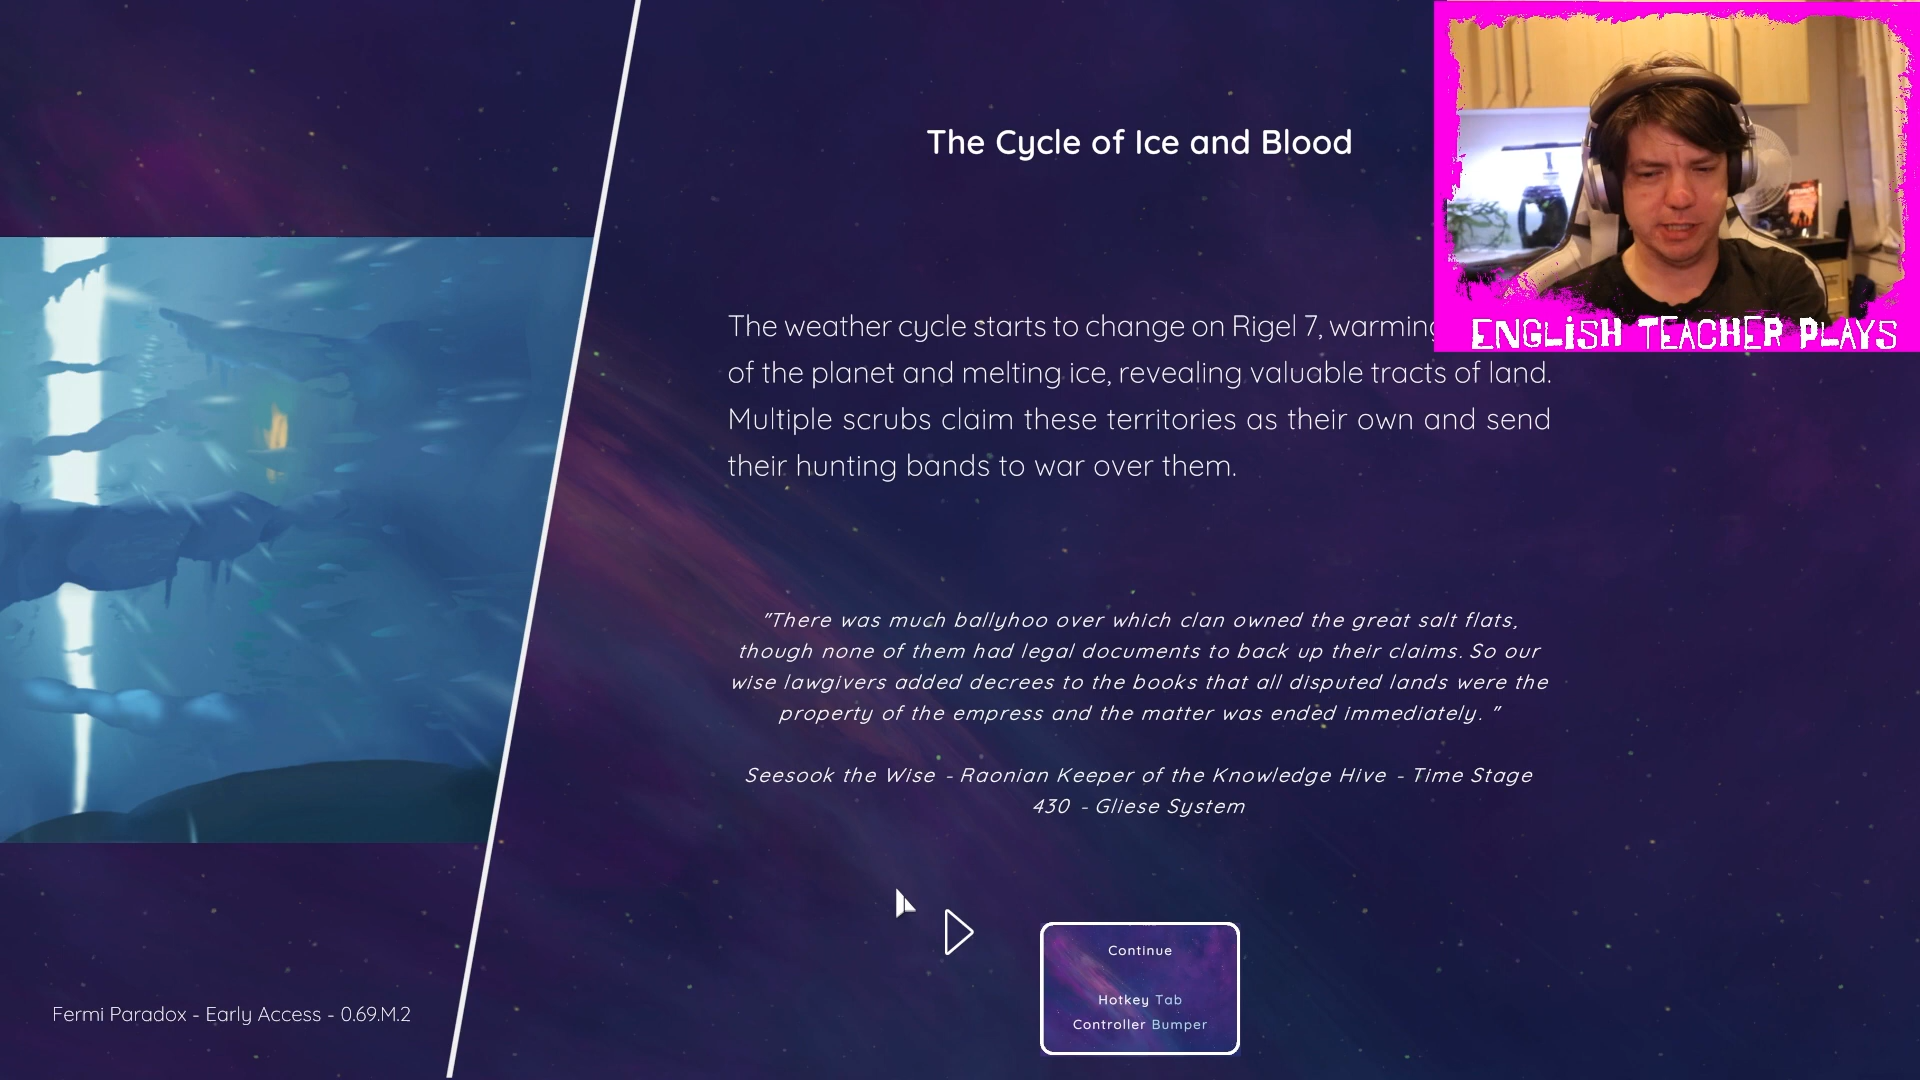 The Cycle of Ice and Blood
The weather cycle starts to change on Rigel 7, warming
of the planet and melting ice, revealing valuable tracts of land.
Multiple scrubs claim these territories as their own and send
their hunting bands to war over them.
"There was much ballyhoo over which clan owned the great salt flats,
though none of them had legal documents to back up their claims. So our
wise lawgivers added decrees to the books that all disputed lands were the
property of the empress and the matter was ended immediately. "
Seesook the Wise - Raonian Keeper of the Knowledge Hive - Time Stage
430 - Gliese System
Continue
Hotkey Tab
Controller Bumper
Fermi Paradox - Early Access - 0.69.M.2
ENGLISH TEACHER PLAYS